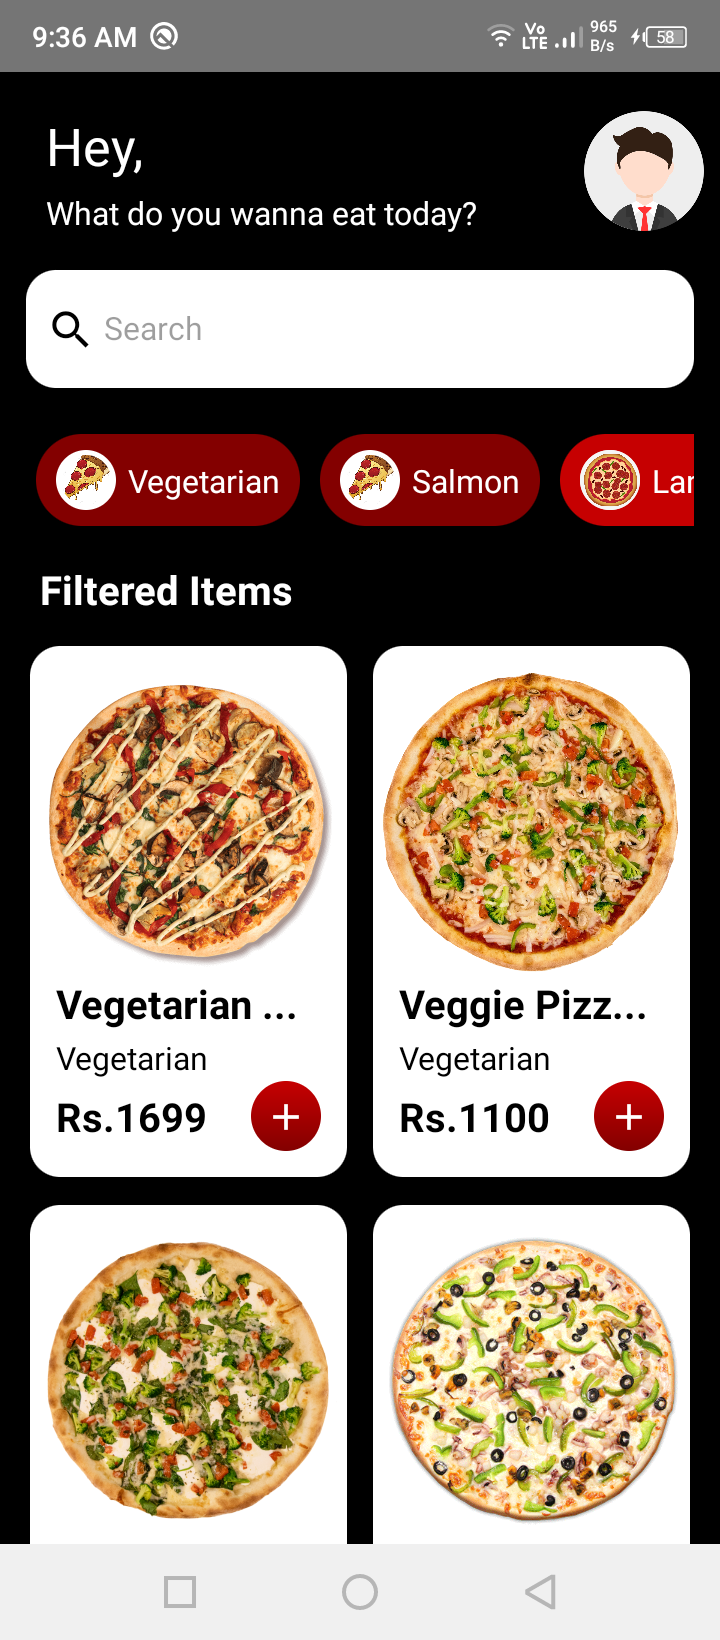 9:36 AM
Vo LTE
965 B/s
58
Hey,
What do you wanna eat today?
Search
Vegetarian
Salmon
Lar
Filtered Items
Vegetarian ...
Veggie Pizz...
Vegetarian
Vegetarian
Rs.1699
+
Rs.1100
+